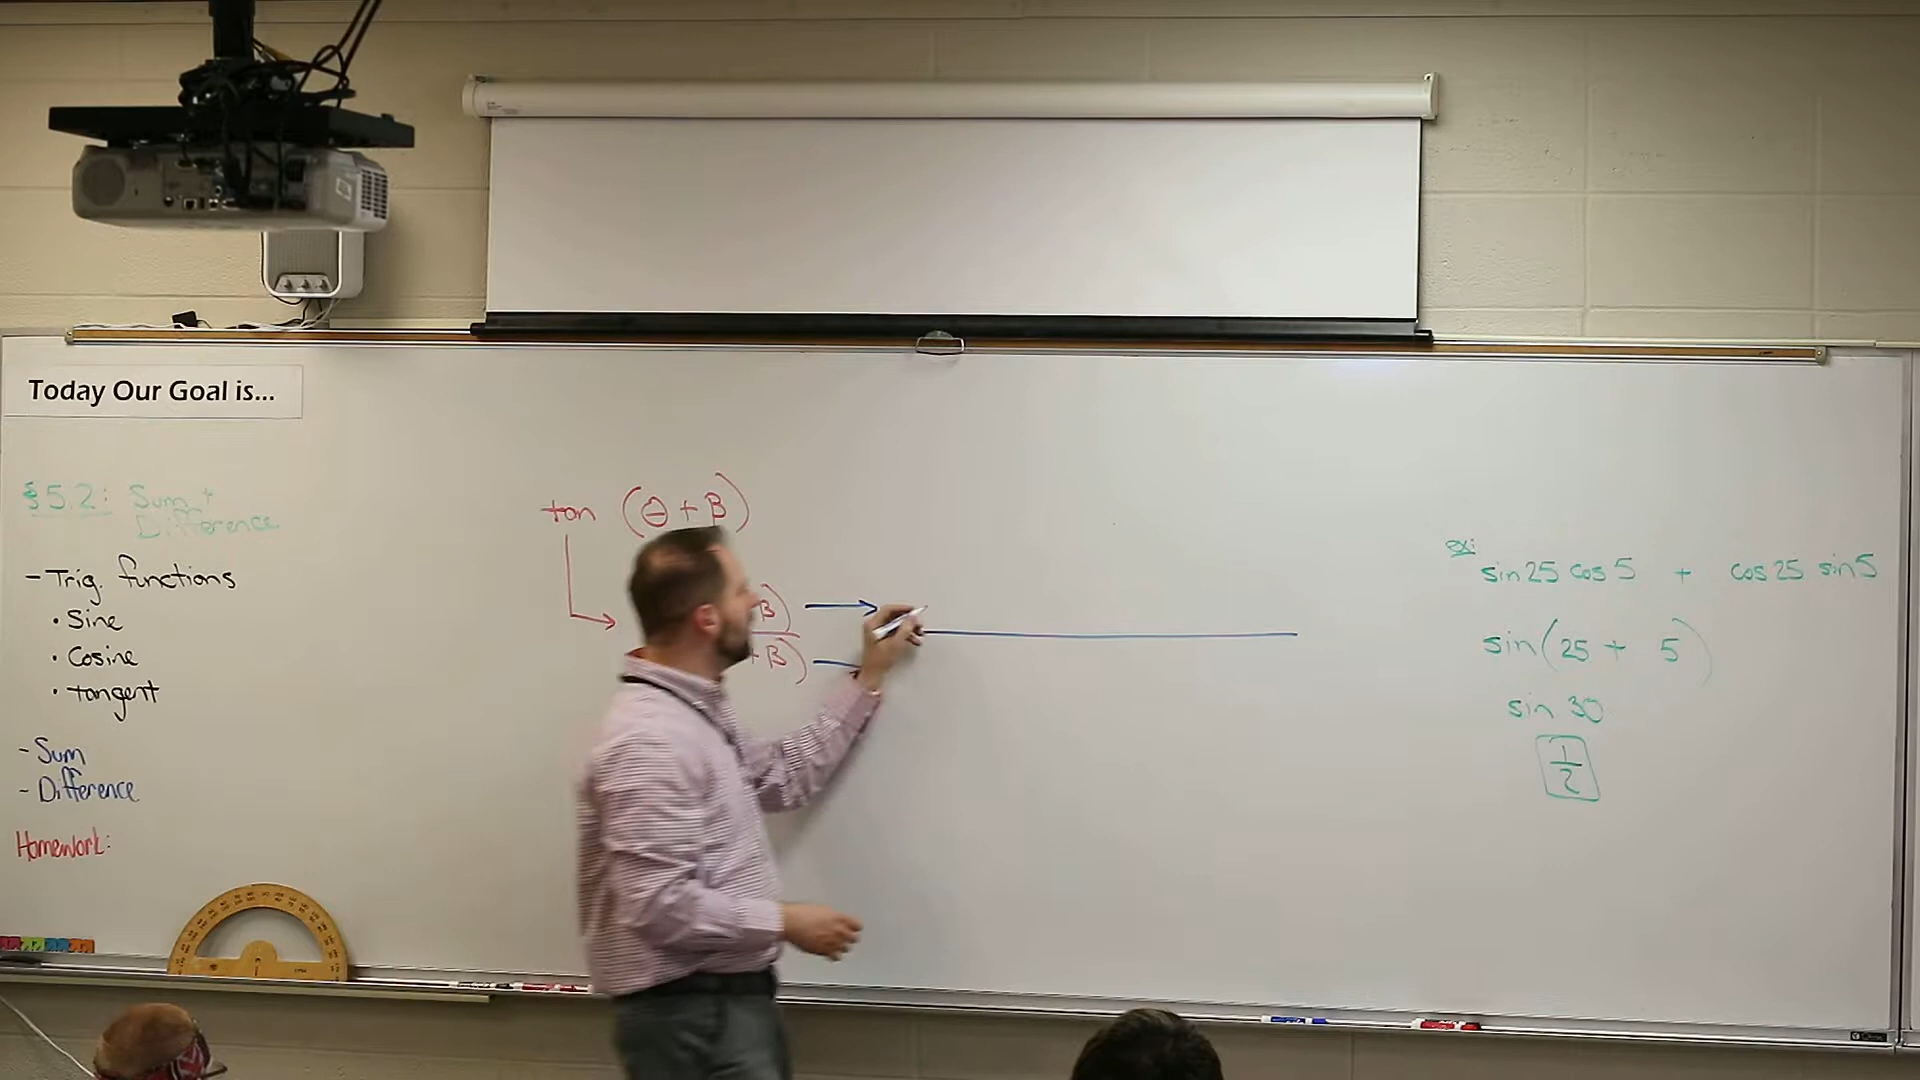 Today Our Goal is...
§5.2: Sum +
Difference
- Trig. functions
• Sine
• Cosine
• tangent
- Sum
- Difference
Homework:
tan (θ + β)
β)
+ β)
ex:
sin 25 cos 5 + cos 25 sin 5
sin (25 + 5)
sin 30
1
2